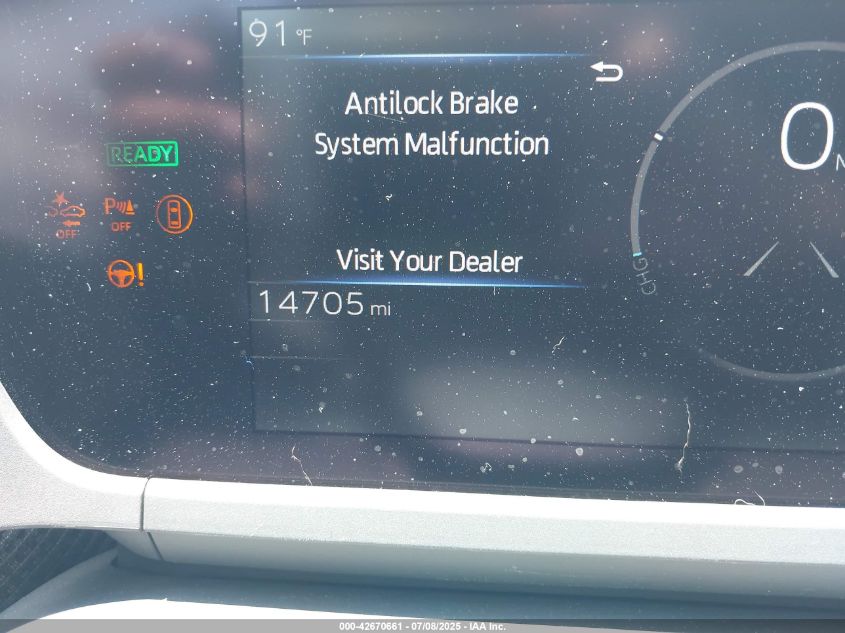 91 °F
Antilock Brake
System Malfunction
0
READY
OFF
P
OFF
Visit Your Dealer
CHG
14705 mi
000-42670661 - 07/08/2025 - IAA Inc.